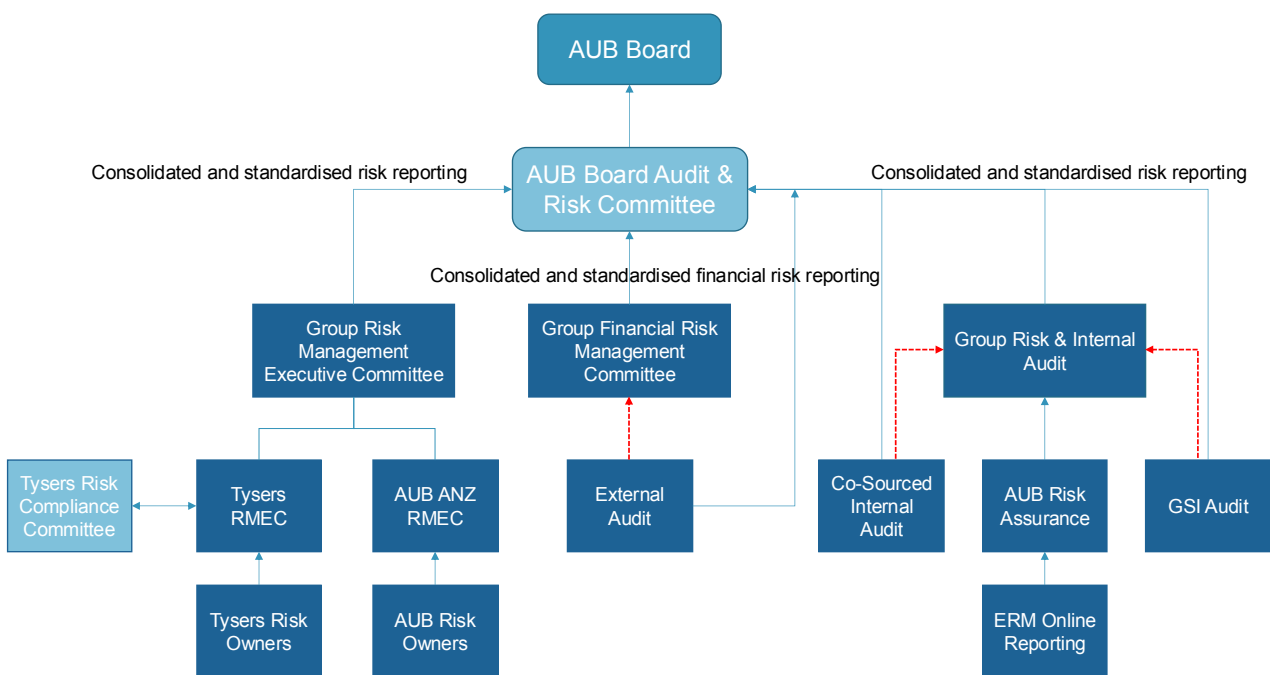 AUB Board
Consolidated and standardised risk reporting
AUB Board Audit &
Risk Committee
Consolidated and standardised risk reporting
Consolidated and standardised financial risk reporting
Group Risk
Management
Executive Committee
Group Financial Risk
Management
Committee
Group Risk & Internal
Audit
Tysers Risk
Compliance
Committee
Tysers
RMEC
AUB ANZ
RMEC
External
Audit
Co-Sourced
Internal
Audit
AUB Risk
Assurance
GSI Audit
Tysers Risk
Owners
AUB Risk
Owners
ERM Online
Reporting